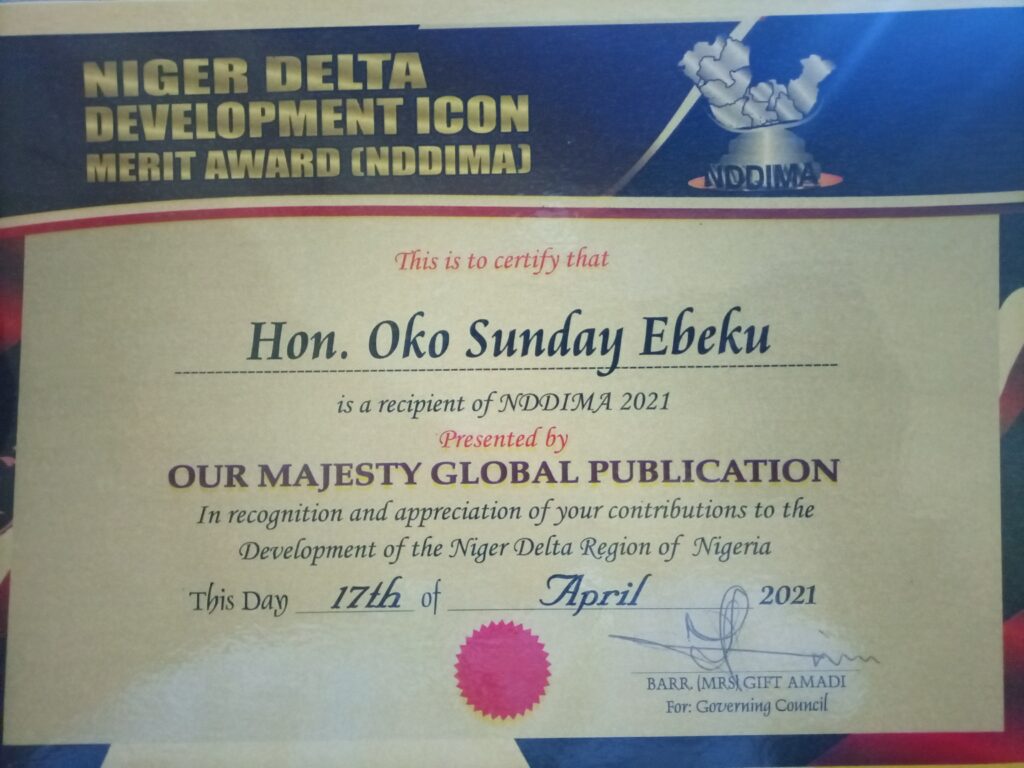 NIGER DELTA
DEVELOPMENT ICON
MERIT AWARD (NDDIMA)
NDDIMA
This is to certify that
Hon. Oko Sunday Ebeku
is a recipient of NDDIMA 2021
Presented by
OUR MAJESTY GLOBAL PUBLICATION
In recognition and appreciation of your contributions to the
Development of the Niger Delta Region of Nigeria
This Day 17th of April 2021
BARR. (MRS) GIFT AMADI
For: Governing Council